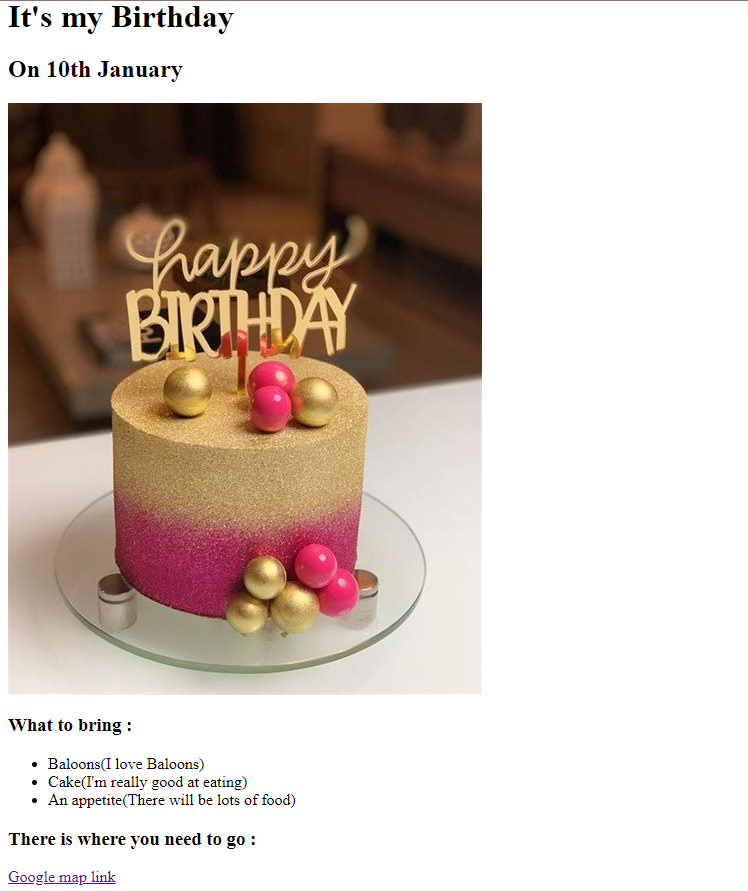 It's my Birthday
On 10th January
happy
BIRTHDAY
What to bring :
Baloons(I love Baloons)
Cake(I'm really good at eating)
An appetite(There will be lots of food)
There is where you need to go :
Google map link